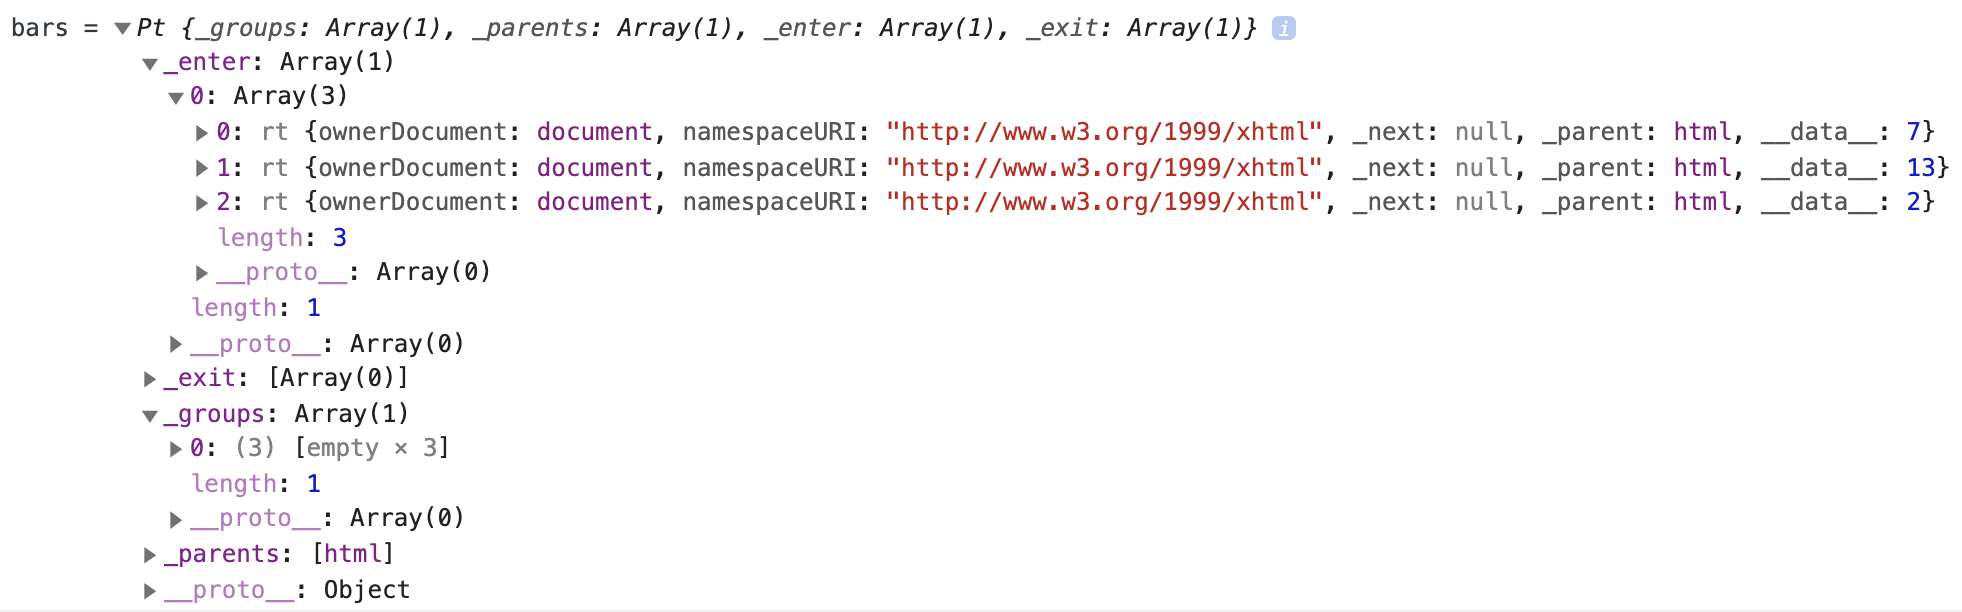 bars = ▼Pt {_groups: Array(1), _parents: Array(1), _enter: Array(1), _exit: Array(1)} i
▼_enter: Array(1)
▼0: Array(3)
▶0: rt {ownerDocument: document, namespaceURI: "http://www.w3.org/1999/xhtml", _next: null, _parent: html, __data__: 7}
▶1: rt {ownerDocument: document, namespaceURI: "http://www.w3.org/1999/xhtml", _next: null, _parent: html, __data__: 13}
▶2: rt {ownerDocument: document, namespaceURI: "http://www.w3.org/1999/xhtml", _next: null, _parent: html, __data__: 2}
length: 3
▶__proto__: Array(0)
length: 1
▶__proto__: Array(0)
▶_exit: [Array(0)]
▼_groups: Array(1)
▶0: (3) [empty × 3]
length: 1
▶__proto__: Array(0)
▶_parents: [html]
▶__proto__: Object